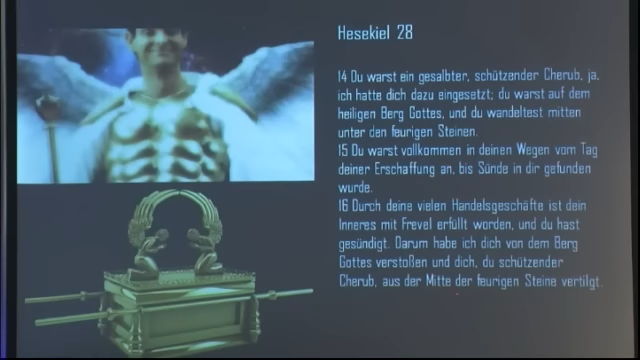 Hesekiel 28
14 Du warst ein gesalbter, schützender Cherub, ja,
ich hatte dich dazu eingesetzt; du warst auf dem
heiligen Berg Gottes, und du wandeltest mitten
unter den feurigen Steinen.
15 Du warst vollkommen in deinen Wegen vom Tag
deiner Erschaffung an, bis Sünde in dir gefunden
wurde.
16 Durch deine vielen Handelsgeschäfte ist dein
Inneres mit Frevel erfüllt worden, und du hast
gesündigt. Darum habe ich dich von dem Berg
Gottes verstoßen und dich, du schützender
Cherub, aus der Mitte der feurigen Steine vertilgt.